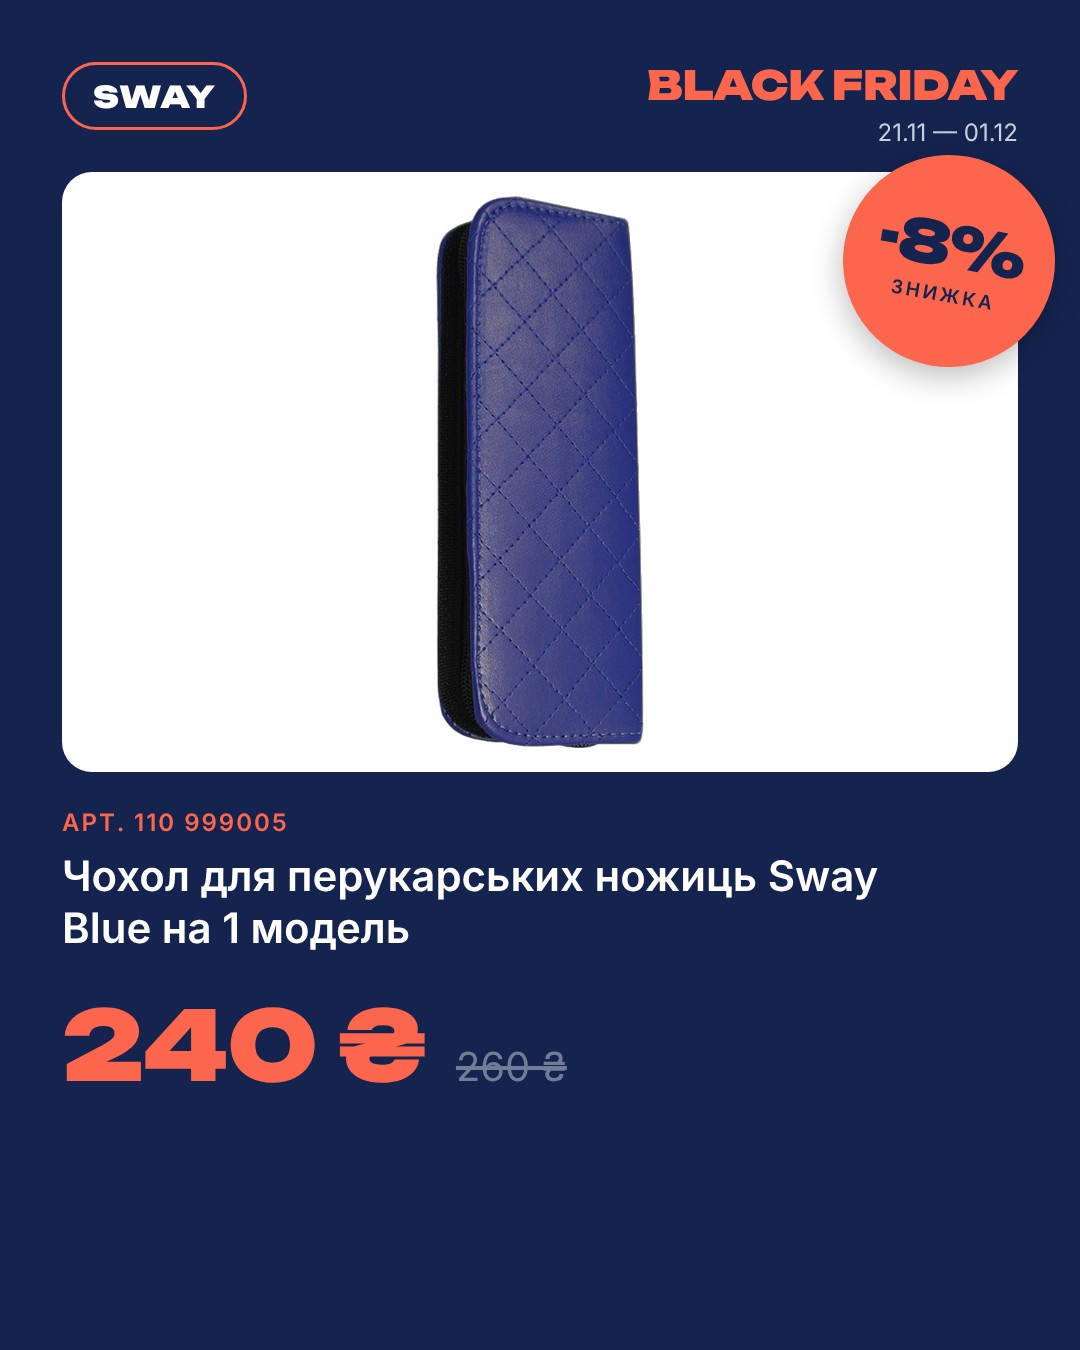 SWAY
BLACK FRIDAY
21.11 — 01.12
-8%
ЗНИЖКА
АРТ. 110 999005
Чохол для перукарських ножиць Sway
Blue на 1 модель
240 ₴ 260 ₴